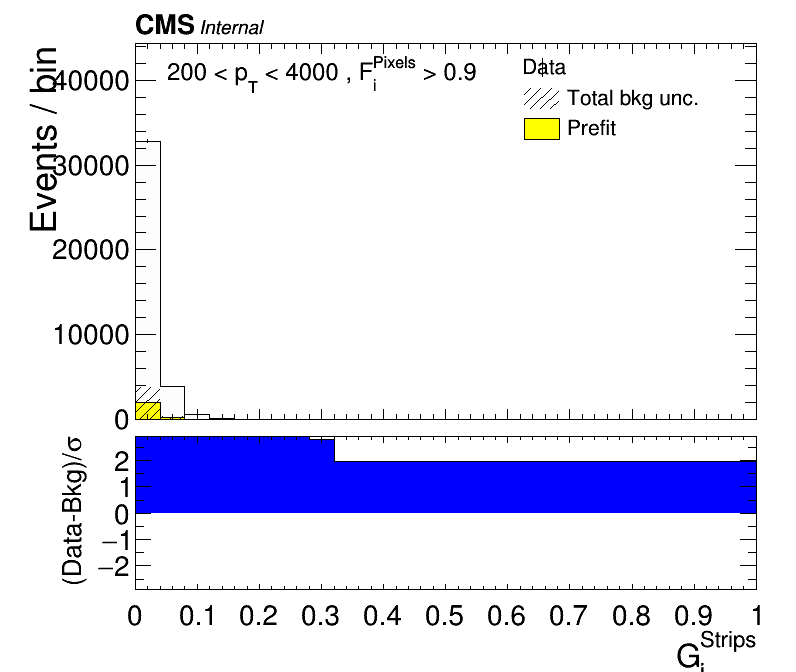 CMS Internal
Events / bin
200 < p_T < 4000 , F_i^Pixels > 0.9
Data
Total bkg unc.
Prefit
40000
30000
20000
10000
0
(Data-Bkg)/σ
2
1
0
−1
−2
0 0.1 0.2 0.3 0.4 0.5 0.6 0.7 0.8 0.9 1
G_i^Strips